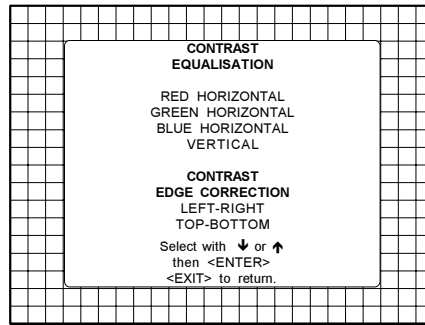 CONTRAST
EQUALISATION
RED HORIZONTAL
GREEN HORIZONTAL
BLUE HORIZONTAL
VERTICAL
CONTRAST
EDGE CORRECTION
LEFT-RIGHT
TOP-BOTTOM
Select with ↓ or ↑
then <ENTER>
<EXIT> to return.